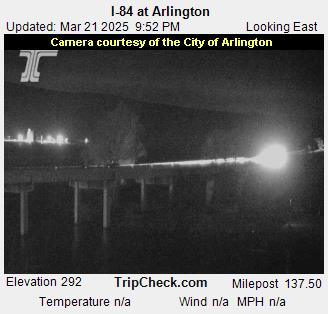 I-84 at Arlington
Updated: Mar 21 2025 9:52 PM Looking East
Camera courtesy of the City of Arlington
Elevation 292 TripCheck.com Milepost 137.50
Temperature n/a Wind n/a MPH n/a